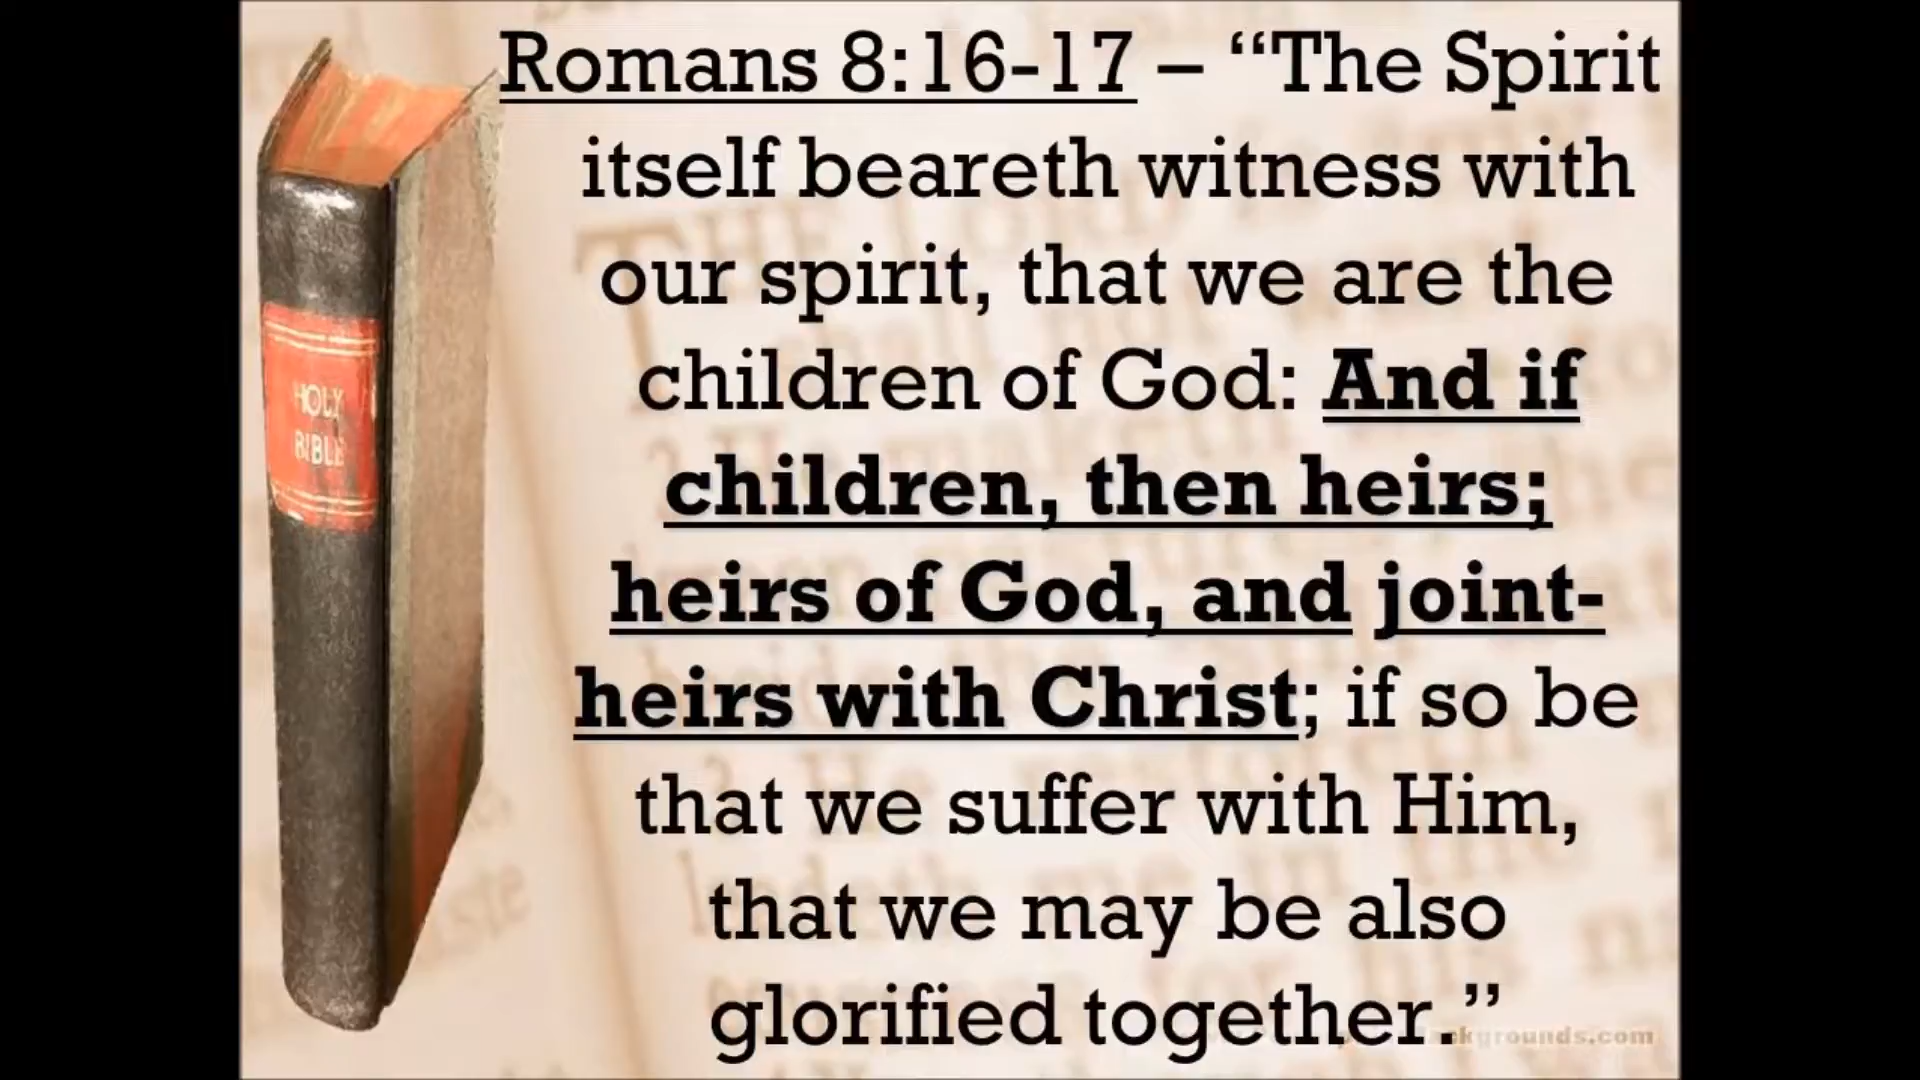 Romans 8:16-17 – “The Spirit
itself beareth witness with
our spirit, that we are the
children of God: And if
children, then heirs;
heirs of God, and joint-
heirs with Christ; if so be
that we suffer with Him,
that we may be also
glorified together.”
HOLY
BIBLE